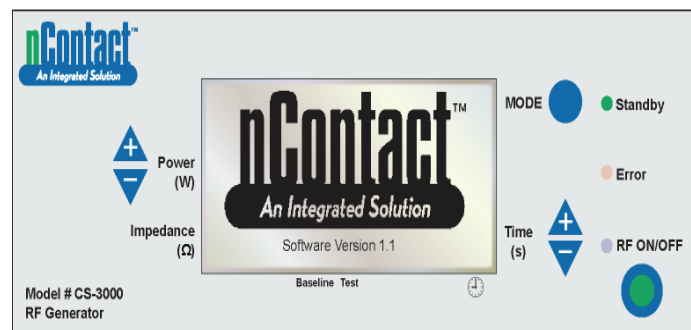 nContact™
An Integrated Solution
Power
(W)
Impedance
(Ω)
Model # CS-3000
RF Generator
nContact™
An Integrated Solution
Software Version 1.1
Baseline Test
MODE
Standby
Error
Time
(s)
RF ON/OFF